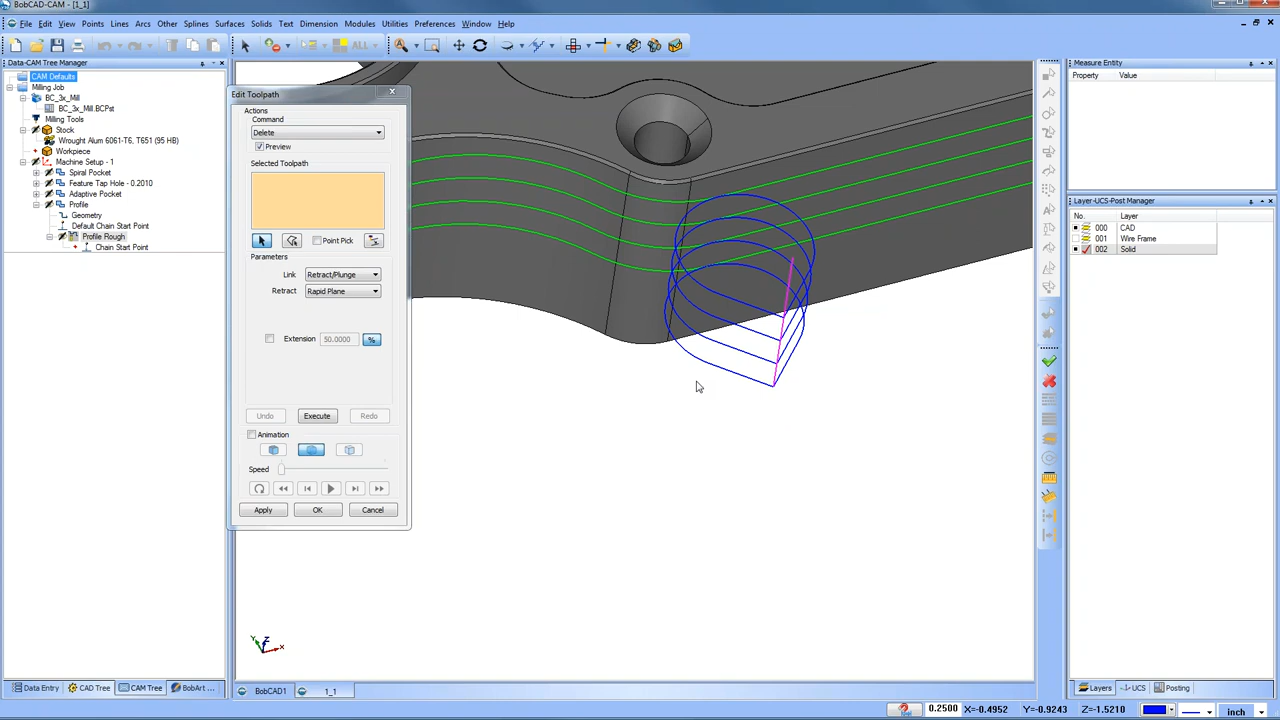 BobCAD-CAM - [1_1]
File Edit View Points Lines Arcs Other Splines Surfaces Solids Text Dimension Modules Utilities Preferences Window Help
ALL
Data-CAM Tree Manager
CAM Defaults
Milling Job
BC_3x_Mill
BC_3x_Mill.BCPst
Milling Tools
Stock
Wrought Alum 6061-T6, T651 (95 HB)
Workpiece
Machine Setup - 1
Spiral Pocket
Feature Tap Hole - 0.2010
Adaptive Pocket
Profile
Geometry
Default Chain Start Point
Profile Rough
Chain Start Point
Edit Toolpath
Actions
Command
Delete
Preview
Selected Toolpath
Point Pick
Parameters
Link Retract/Plunge
Retract Rapid Plane
Extension 50.0000 %
Undo Execute Redo
Animation
Speed
Apply OK Cancel
Measure Entity
Property Value
Layer-UCS-Post Manager
No. Layer
000 CAD
001 Wire Frame
002 Solid
Y Z X
Data Entry CAD Tree CAM Tree BobArt ...
BobCAD1 1_1
Layers UCS Posting
0.2500 X=-0.4952 Y=-0.9243 Z=-1.5210 inch